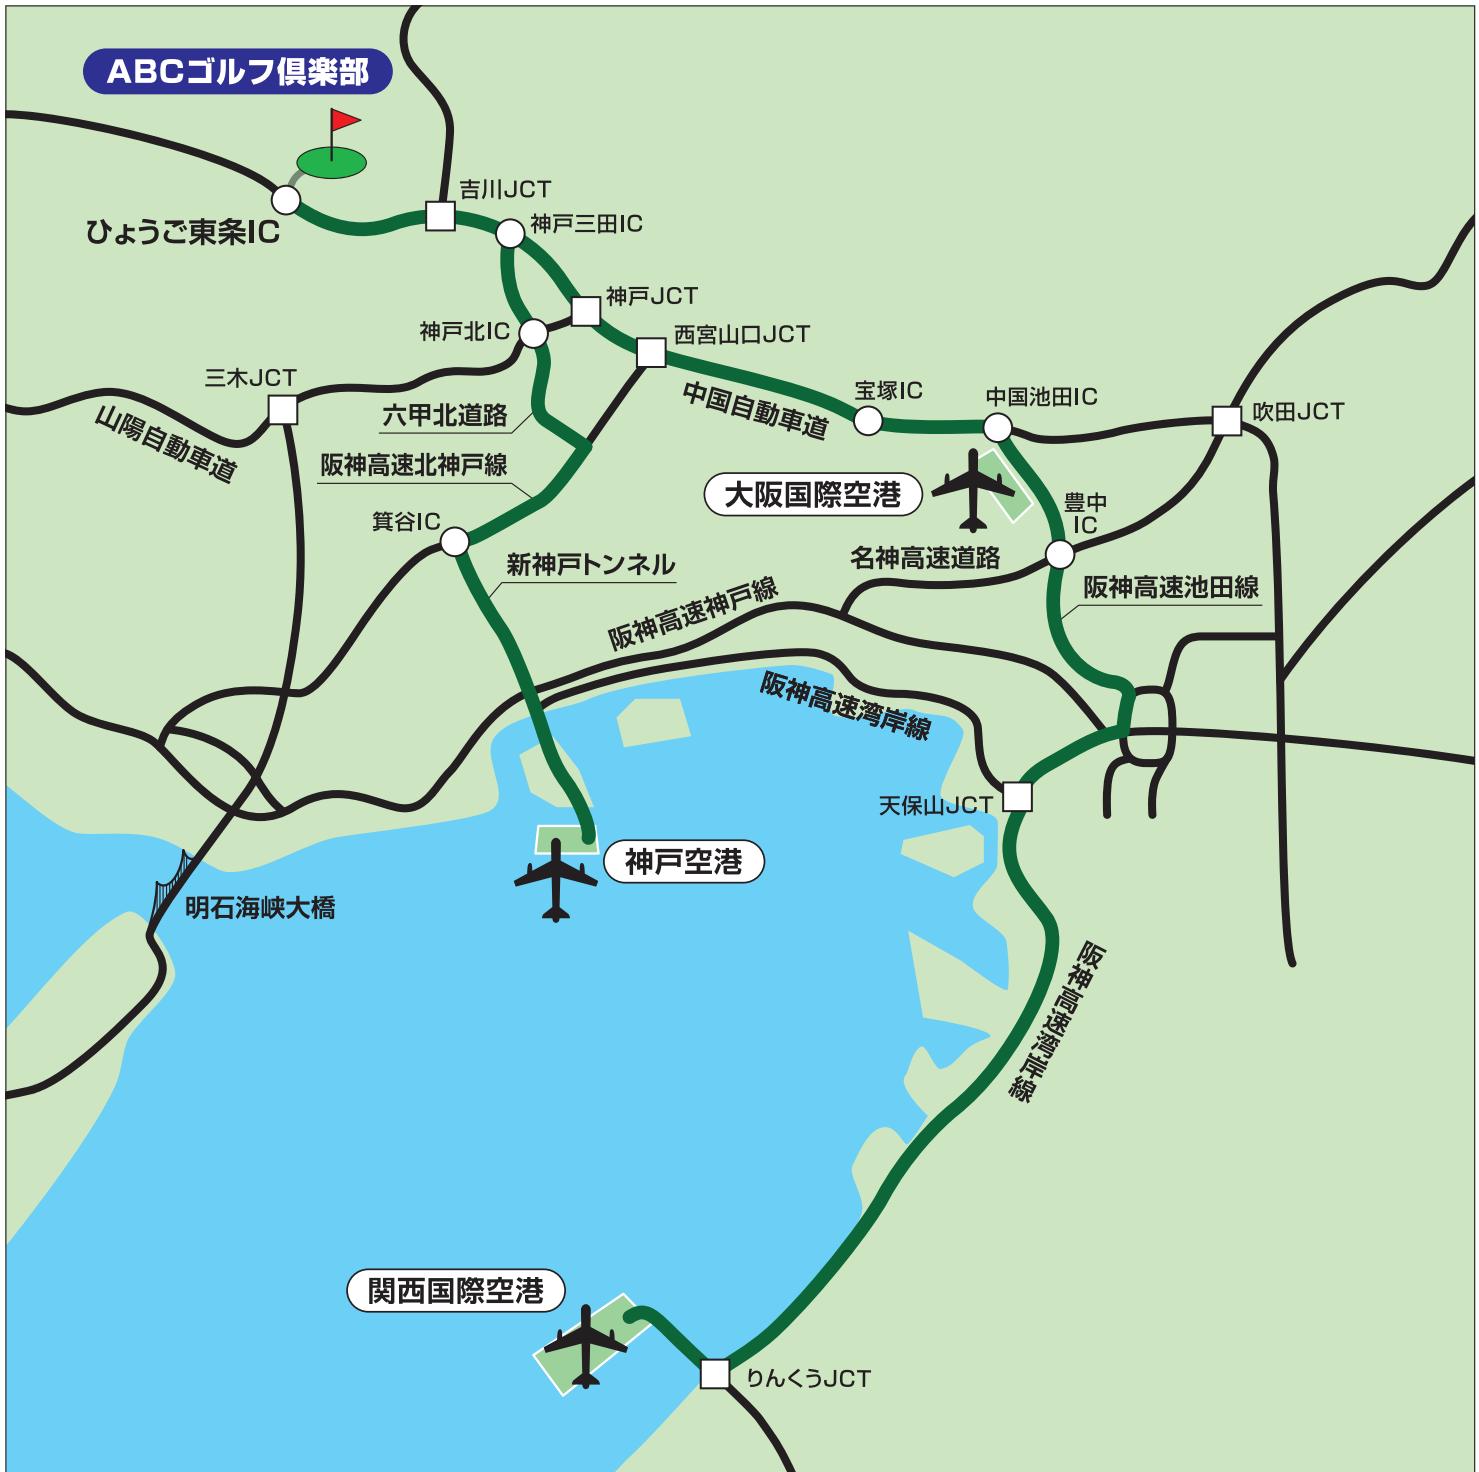 ABCゴルフ倶楽部
吉川JCT
神戸三田IC
ひょうご東条IC
神戸JCT
神戸北IC
西宮山口JCT
三木JCT
中国自動車道
宝塚IC
中国池田IC
吹田JCT
山陽自動車道
六甲北道路
阪神高速北神戸線
大阪国際空港
豊中
IC
箕谷IC
新神戸トンネル
名神高速道路
阪神高速池田線
阪神高速神戸線
阪神高速湾岸線
天保山JCT
神戸空港
明石海峡大橋
阪神高速湾岸線
関西国際空港
りんくうJCT